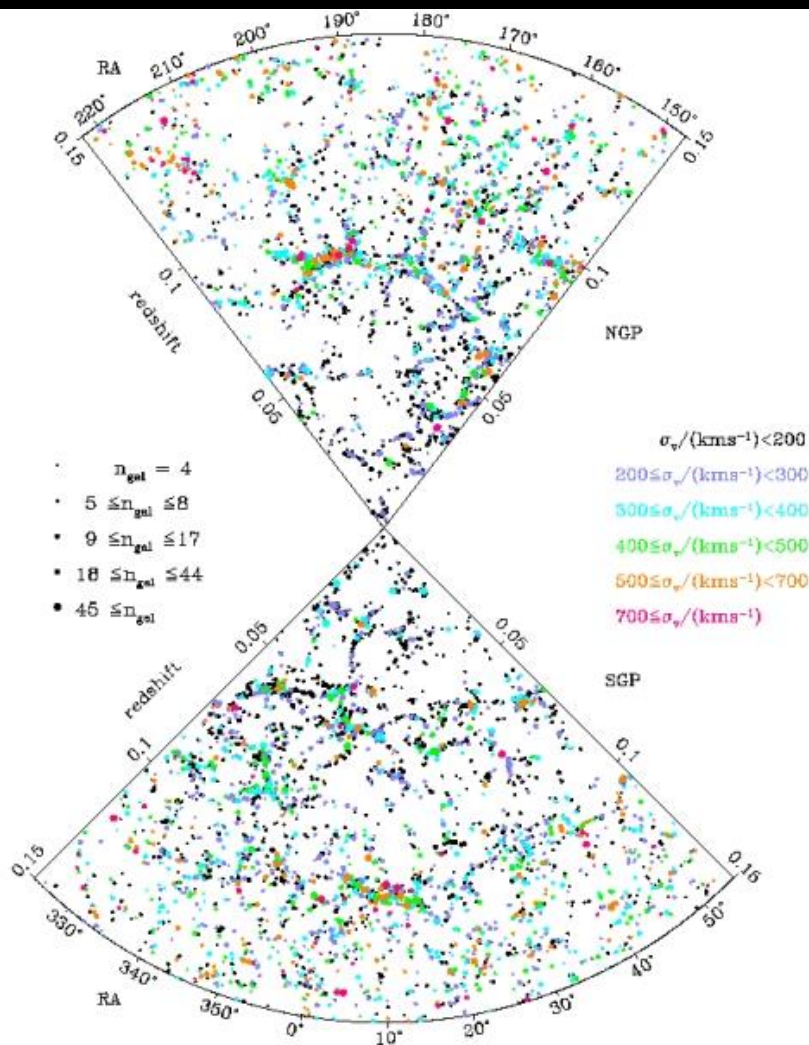 RA
220°
210°
200°
190°
180°
170°
160°
150°
0.15
0.15
0.1
redshift
0.05
0.1
NGP
0.05
n_gal = 4
5 ≤n_gal ≤8
9 ≤n_gal ≤17
18 ≤n_gal ≤44
45 ≤n_gal
σ_v/(kms⁻¹)<200
200≤σ_v/(kms⁻¹)<300
300≤σ_v/(kms⁻¹)<400
400≤σ_v/(kms⁻¹)<500
500≤σ_v/(kms⁻¹)<700
700≤σ_v/(kms⁻¹)
0.05
redshift
0.1
0.15
0.05
SGP
0.1
0.15
330°
340°
350°
0°
10°
20°
30°
40°
50°
RA